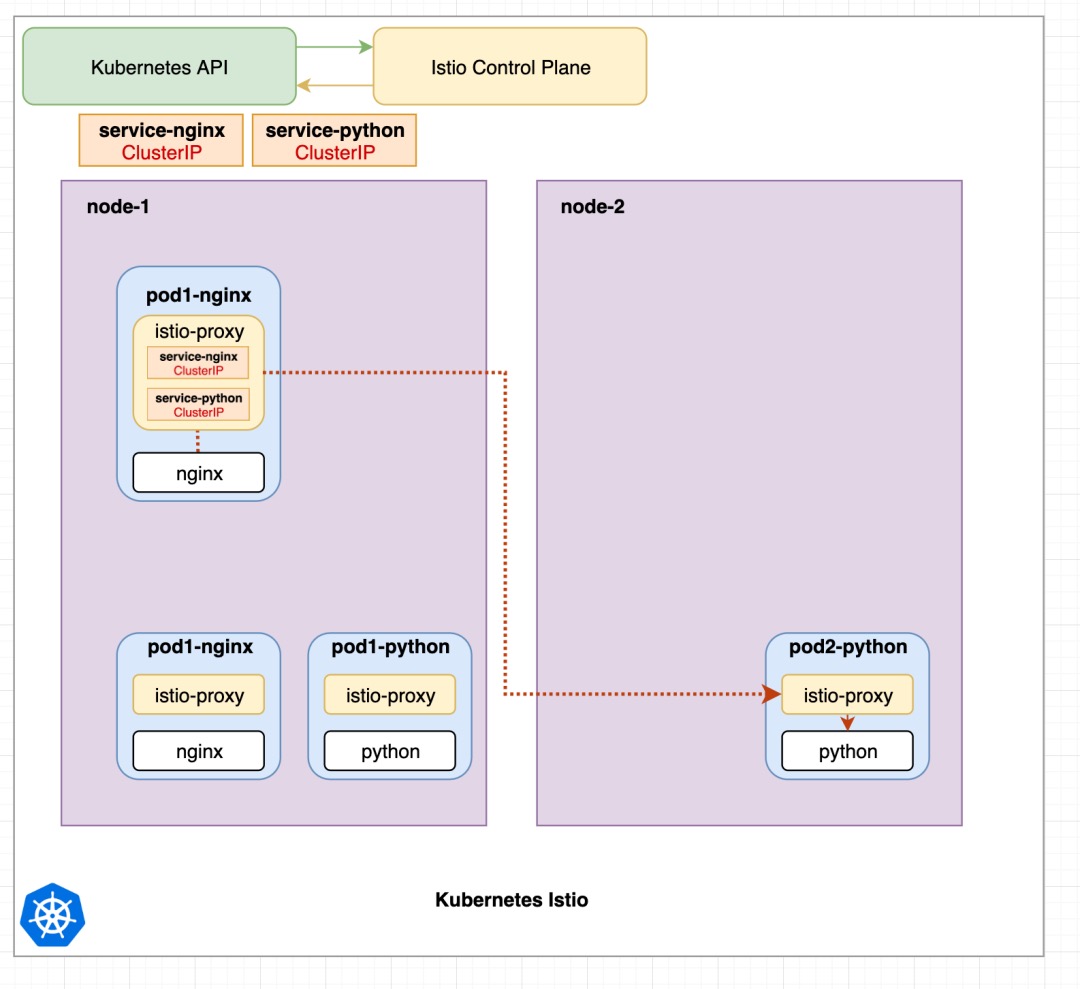 Kubernetes API
Istio Control Plane
service-nginx
ClusterIP
service-python
ClusterIP
node-1
node-2
pod1-nginx
istio-proxy
service-nginx
ClusterIP
service-python
ClusterIP
nginx
pod1-nginx
istio-proxy
nginx
pod1-python
istio-proxy
python
pod2-python
istio-proxy
python
Kubernetes Istio